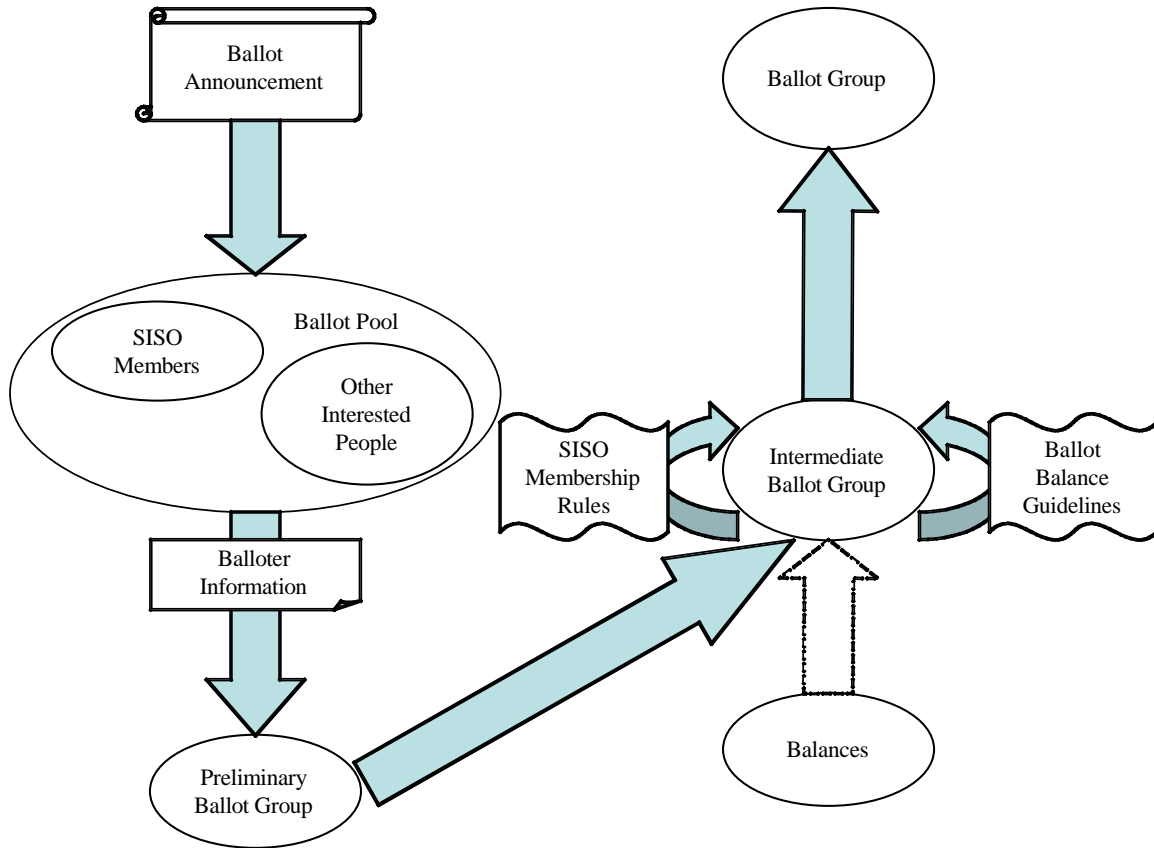 Ballot
Announcement
Ballot Pool
SISO
Members
Other
Interested
People
Balloter
Information
Preliminary
Ballot Group
Ballot Group
SISO
Membership
Rules
Intermediate
Ballot Group
Ballot
Balance
Guidelines
Balances